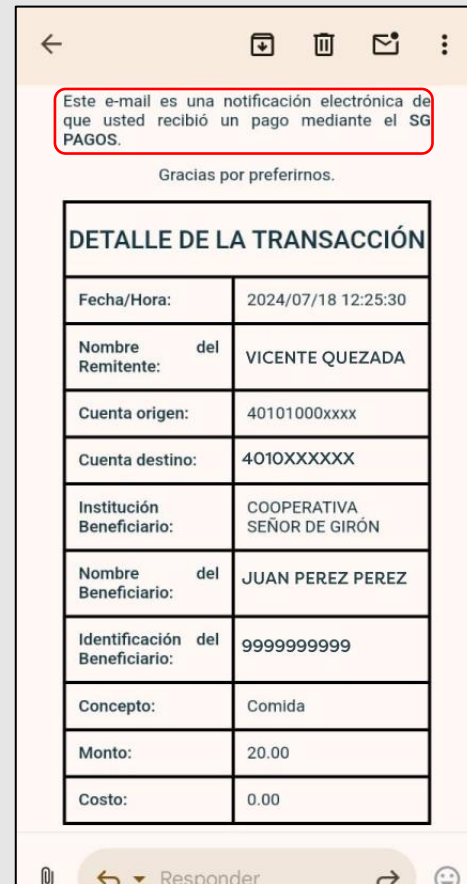 Este e-mail es una notificación electrónica de
que usted recibió un pago mediante el SG
PAGOS.
Gracias por preferirnos.
DETALLE DE LA TRANSACCIÓN
Fecha/Hora: 2024/07/18 12:25:30
Nombre del
Remitente: VICENTE QUEZADA
Cuenta origen: 40101000xxxx
Cuenta destino: 4010XXXXXX
Institución
Beneficiario: COOPERATIVA
SEÑOR DE GIRÓN
Nombre del
Beneficiario: JUAN PEREZ PEREZ
Identificación del
Beneficiario: 9999999999
Concepto: Comida
Monto: 20.00
Costo: 0.00
Responder